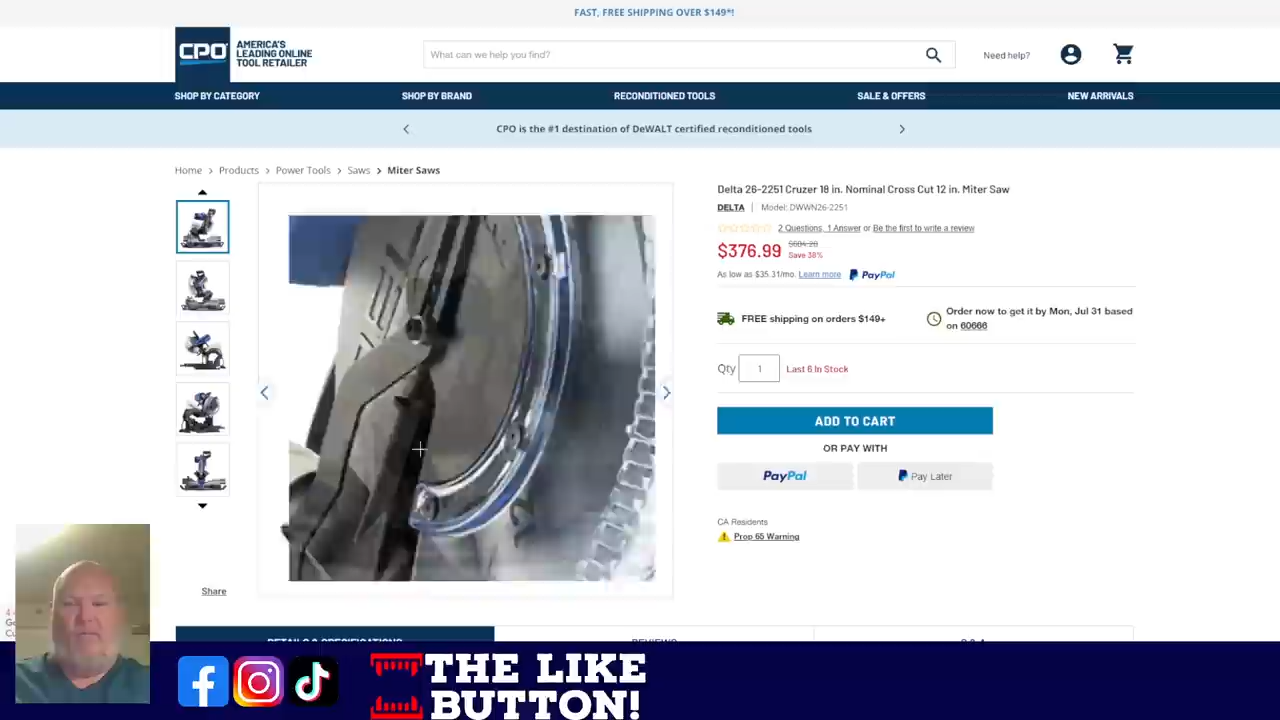 FAST, FREE SHIPPING OVER $149*!
CPO
AMERICA'S
LEADING ONLINE
TOOL RETAILER
What can we help you find?
Need help?
SHOP BY CATEGORY
SHOP BY BRAND
RECONDITIONED TOOLS
SALE & OFFERS
NEW ARRIVALS
CPO is the #1 destination of DeWALT certified reconditioned tools
Home > Products > Power Tools > Saws > Miter Saws
Delta 26-2251 Cruzer 18 in. Nominal Cross Cut 12 in. Miter Saw
DELTA | Model: DWWN26-2251
2 Questions, 1 Answer or Be the first to write a review
$376.99
Save 38%
As low as $35.31/mo. Learn more PayPal
FREE shipping on orders $149+
Order now to get it by Mon, Jul 31 based
on 60666
Qty 1 Last 6 In Stock
ADD TO CART
OR PAY WITH
PayPal
Pay Later
CA Residents
Prop 65 Warning
Share
THE LIKE
BUTTON!